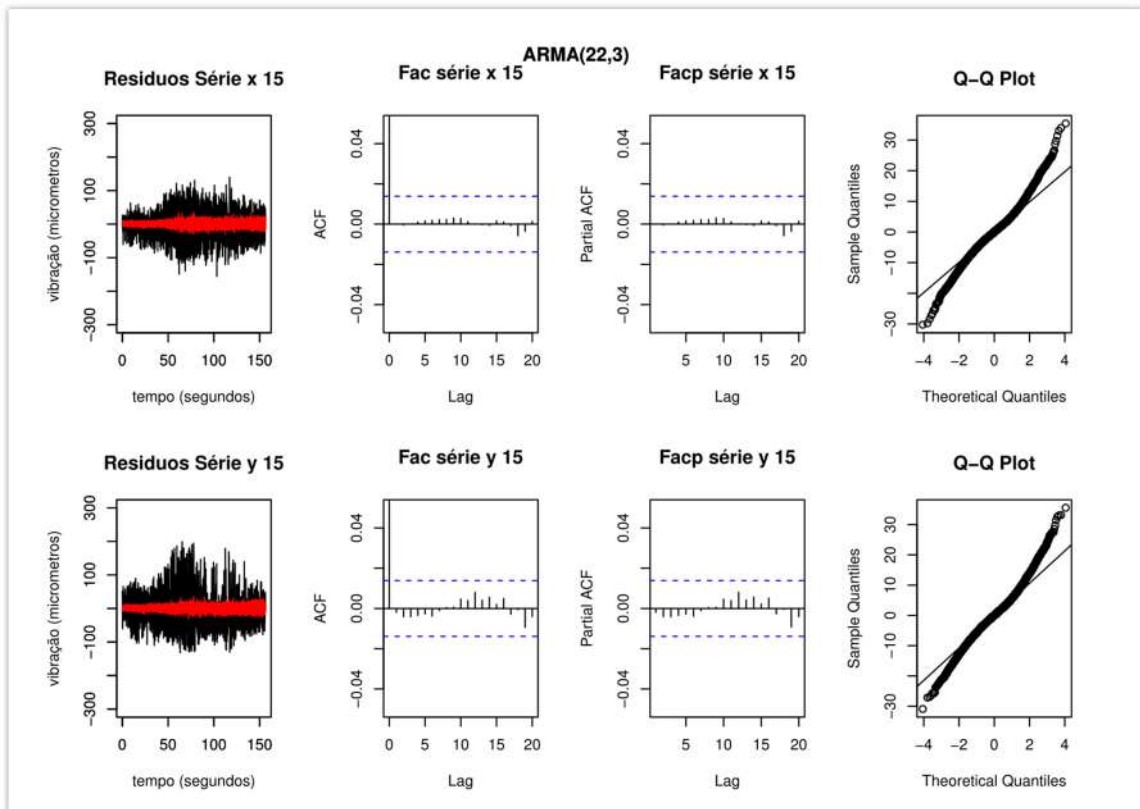 ARMA(22,3)
Residuos Série x 15
vibração (micrometros)
300
100
−100
−300
0 50 100 150
tempo (segundos)
Fac série x 15
ACF
0.04
0.00
−0.04
0 5 10 15 20
Lag
Facp série x 15
Partial ACF
0.04
0.00
−0.04
5 10 15 20
Lag
Q−Q Plot
Sample Quantiles
30
20
10
0
−10
−30
−4 −2 0 2 4
Theoretical Quantiles
Residuos Série y 15
vibração (micrometros)
300
100
−100
−300
0 50 100 150
tempo (segundos)
Fac série y 15
ACF
0.04
0.00
−0.04
0 5 10 15 20
Lag
Facp série y 15
Partial ACF
0.04
0.00
−0.04
5 10 15 20
Lag
Q−Q Plot
Sample Quantiles
30
20
10
0
−10
−30
−4 −2 0 2 4
Theoretical Quantiles